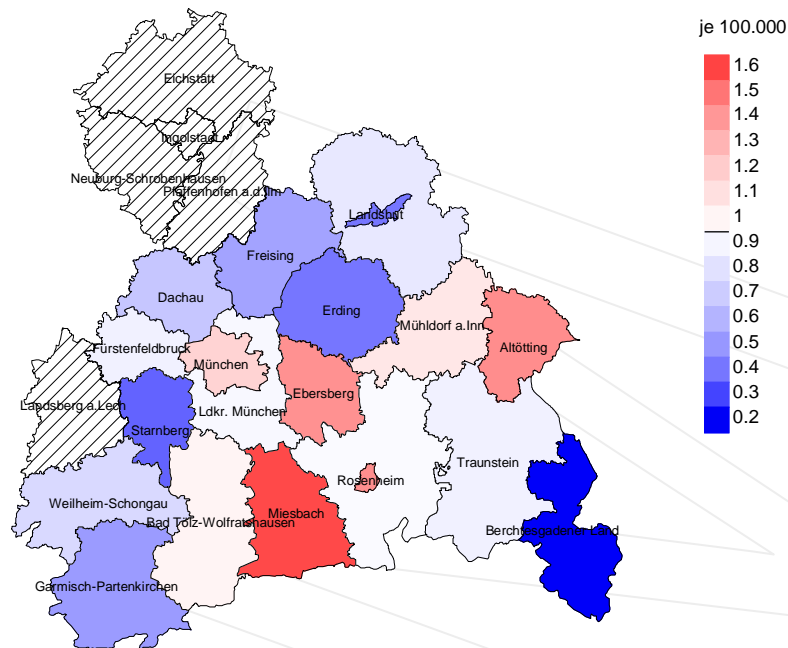 je 100.000
1.6
1.5
1.4
1.3
1.2
1.1
1
0.9
0.8
0.7
0.6
0.5
0.4
0.3
0.2
Eichstätt
Ingolstadt
Neuburg-Schrobenhausen
Pfaffenhofen a.d.Ilm
Landshut
Freising
Dachau
Erding
Mühldorf a.Inn
Fürstenfeldbruck
Altötting
München
Ebersberg
Landsberg a.Lech
Ldkr. München
Starnberg
Traunstein
Rosenheim
Weilheim-Schongau
Miesbach
Bad Tölz-Wolfratshausen
Berchtesgadener Land
Garmisch-Partenkirchen